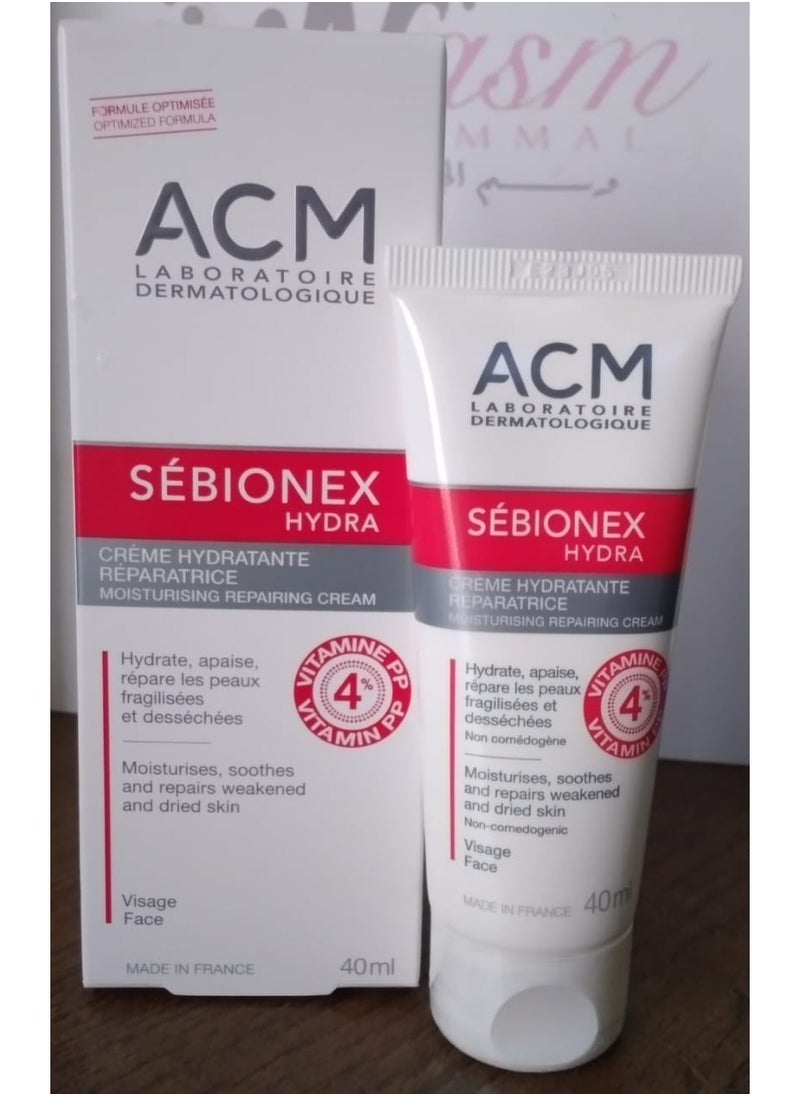 FORMULE OPTIMISÉE
OPTIMIZED FORMULA
ACM
LABORATOIRE
DERMATOLOGIQUE
SÉBIONEX
HYDRA
CRÈME HYDRATANTE
RÉPARATRICE
MOISTURISING REPAIRING CREAM
Hydrate, apaise,
répare les peaux
fragilisées
et desséchées
VITAMINE PP
4%
VITAMIN PP
Moisturises, soothes
and repairs weakened
and dried skin
Visage
Face
MADE IN FRANCE 40ml
ACM
LABORATOIRE
DERMATOLOGIQUE
SÉBIONEX
HYDRA
CRÈME HYDRATANTE
RÉPARATRICE
MOISTURISING REPAIRING CREAM
Hydrate, apaise,
répare les peaux
fragilisées et
desséchées
Non comédogène
VITAMINE PP
4%
VITAMIN PP
Moisturises, soothes
and repairs weakened
and dried skin
Non-comedogenic
Visage
Face
MADE IN FRANCE 40ml